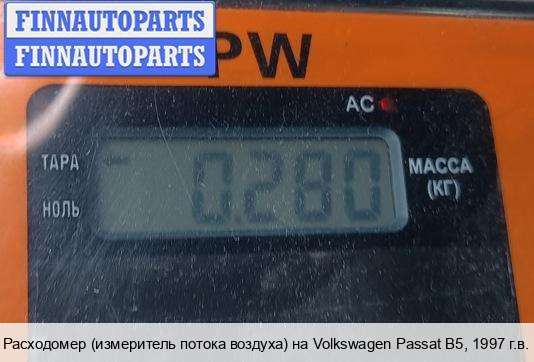 FINNAUTOPARTS
FINNAUTOPARTS
PW
AC
ТАРА
0.280
МАССА
(КГ)
НОЛЬ
Расходомер (измеритель потока воздуха) на Volkswagen Passat B5, 1997 г.в.